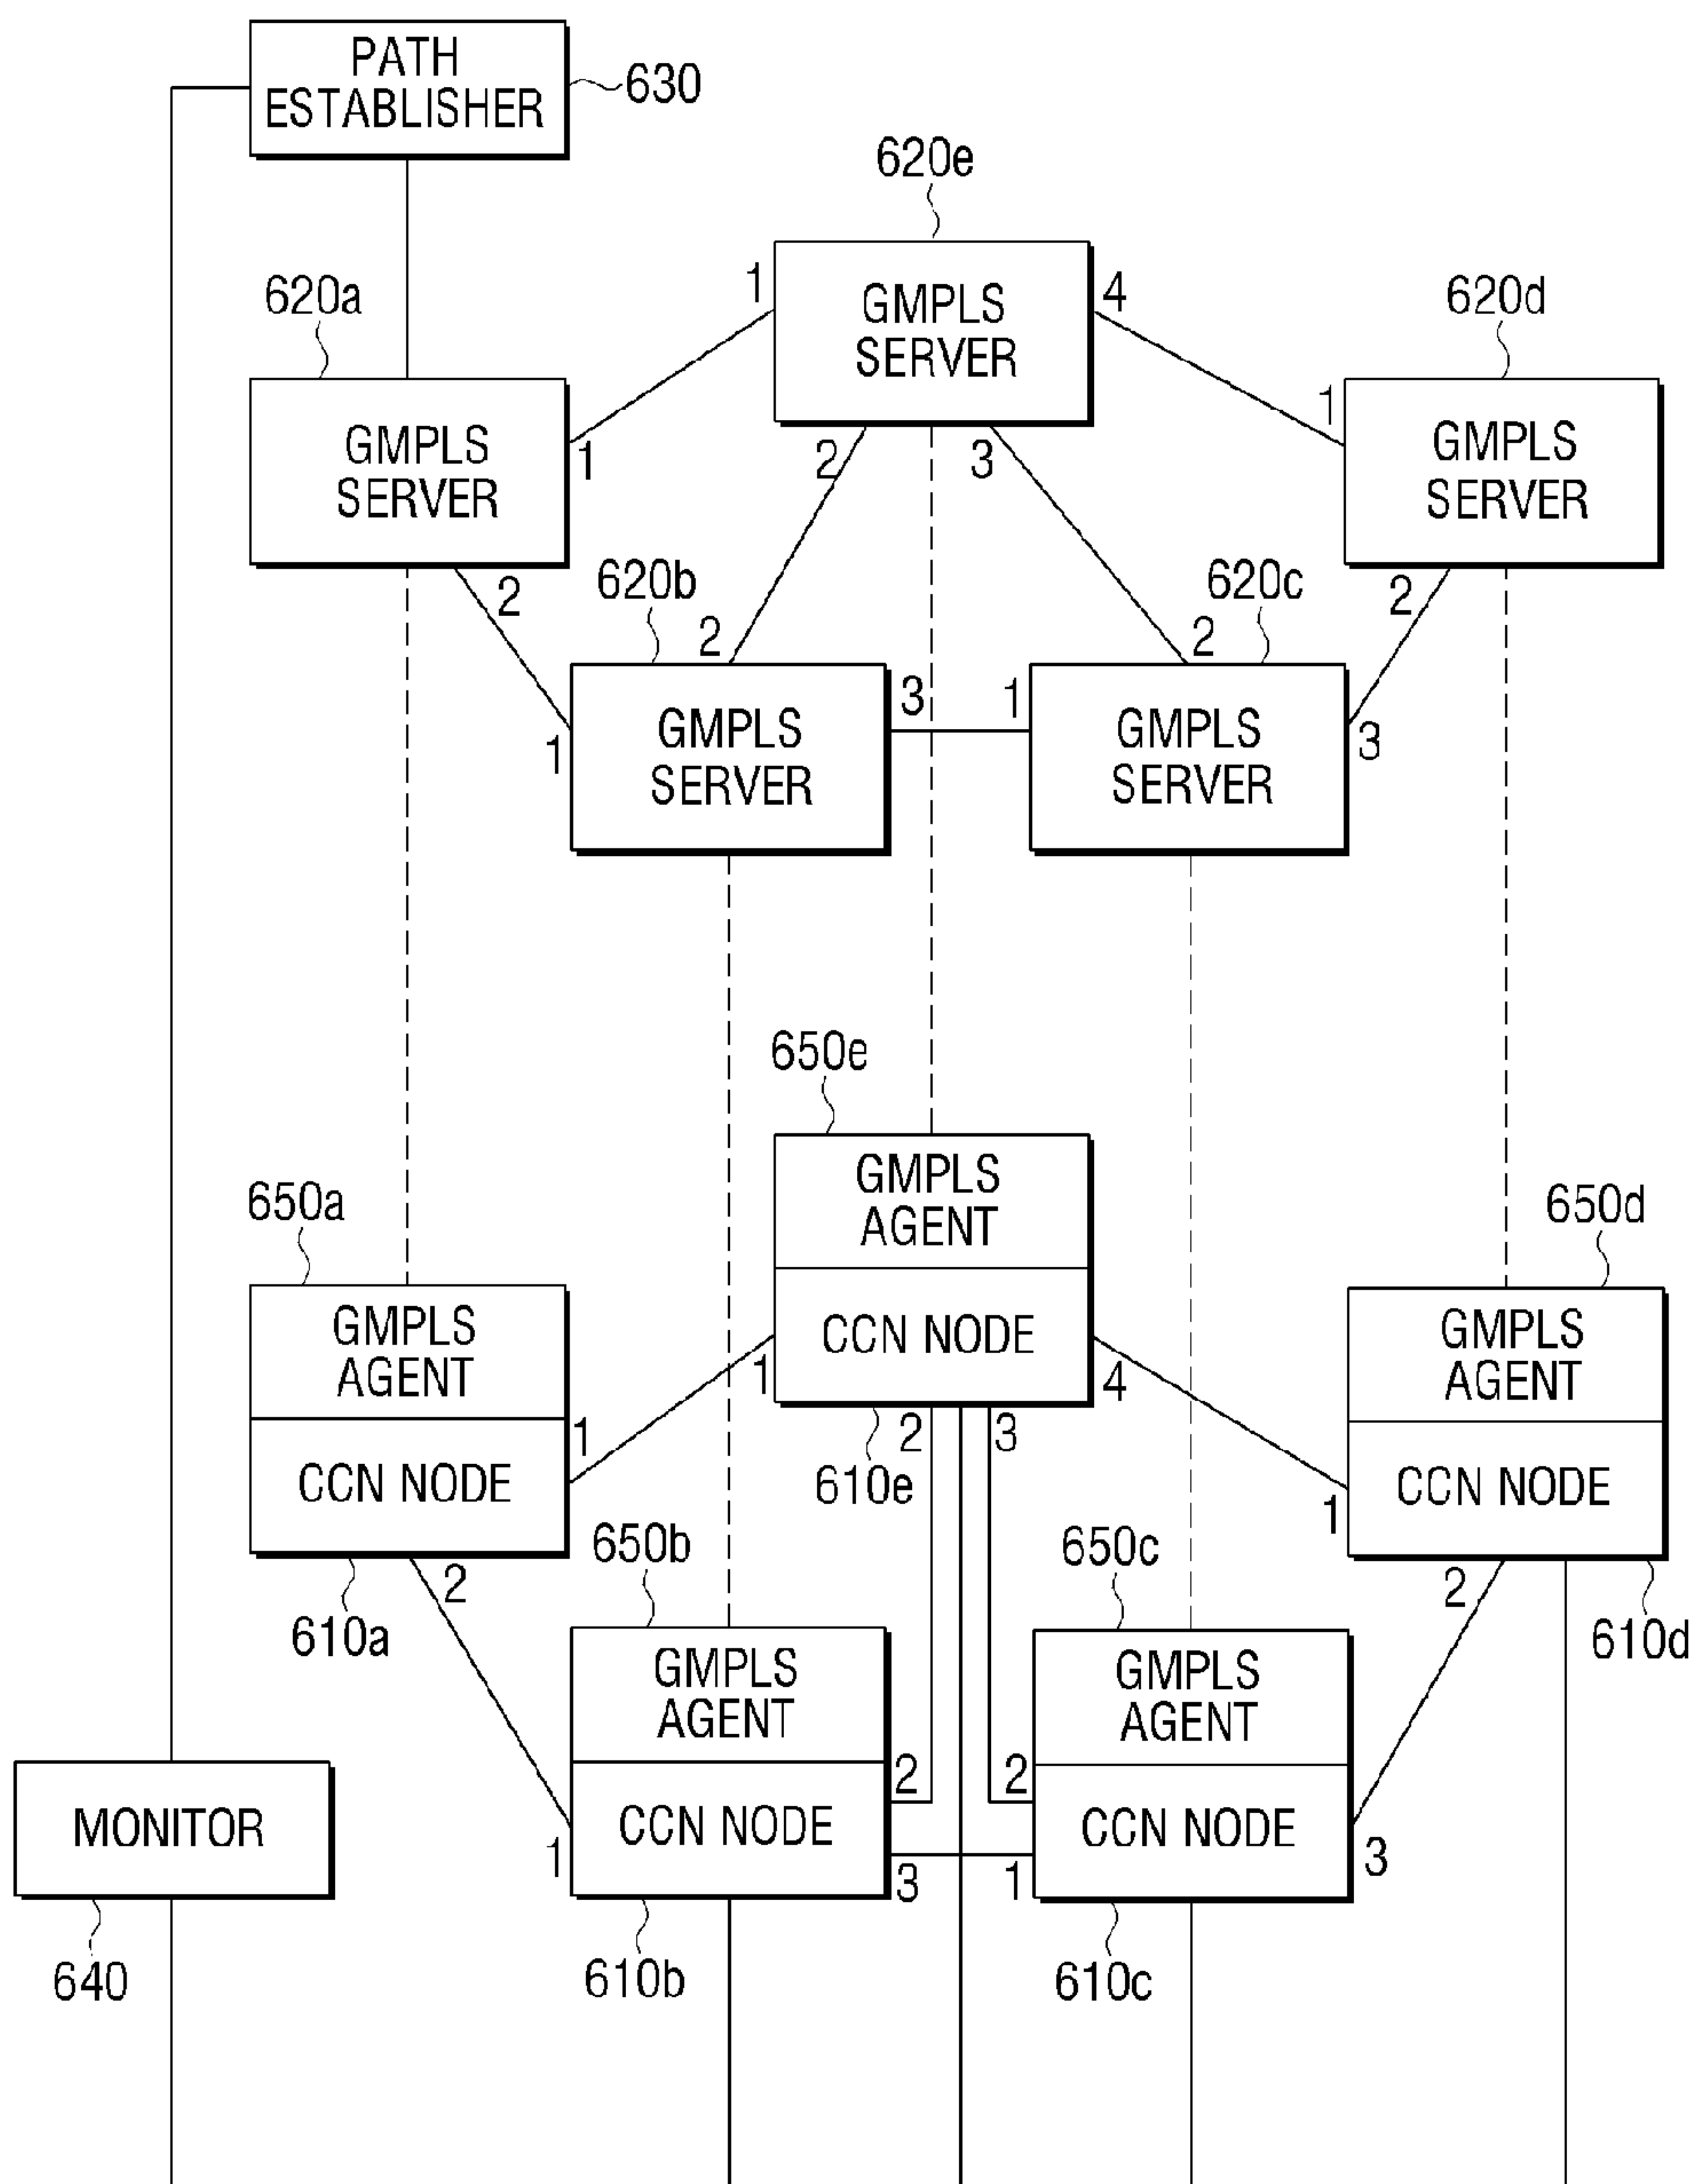 PATH
ESTABLISHER
630
620e
620a
1
GMPLS
SERVER
4
620d
GMPLS
SERVER
1
1
GMPLS
SERVER
2
3
2
620b
620c
2
2
2
1
GMPLS
SERVER
3
1
GMPLS
SERVER
3
650e
GMPLS
AGENT
CCN NODE
650a
650d
GMPLS
AGENT
CCN NODE
1
1
4
GMPLS
AGENT
CCN NODE
1
2
3
610e
2
610a
650b
650c
2
610d
GMPLS
AGENT
CCN NODE
2
2
GMPLS
AGENT
CCN NODE
MONITOR
1
3
1
3
640
610b
610c